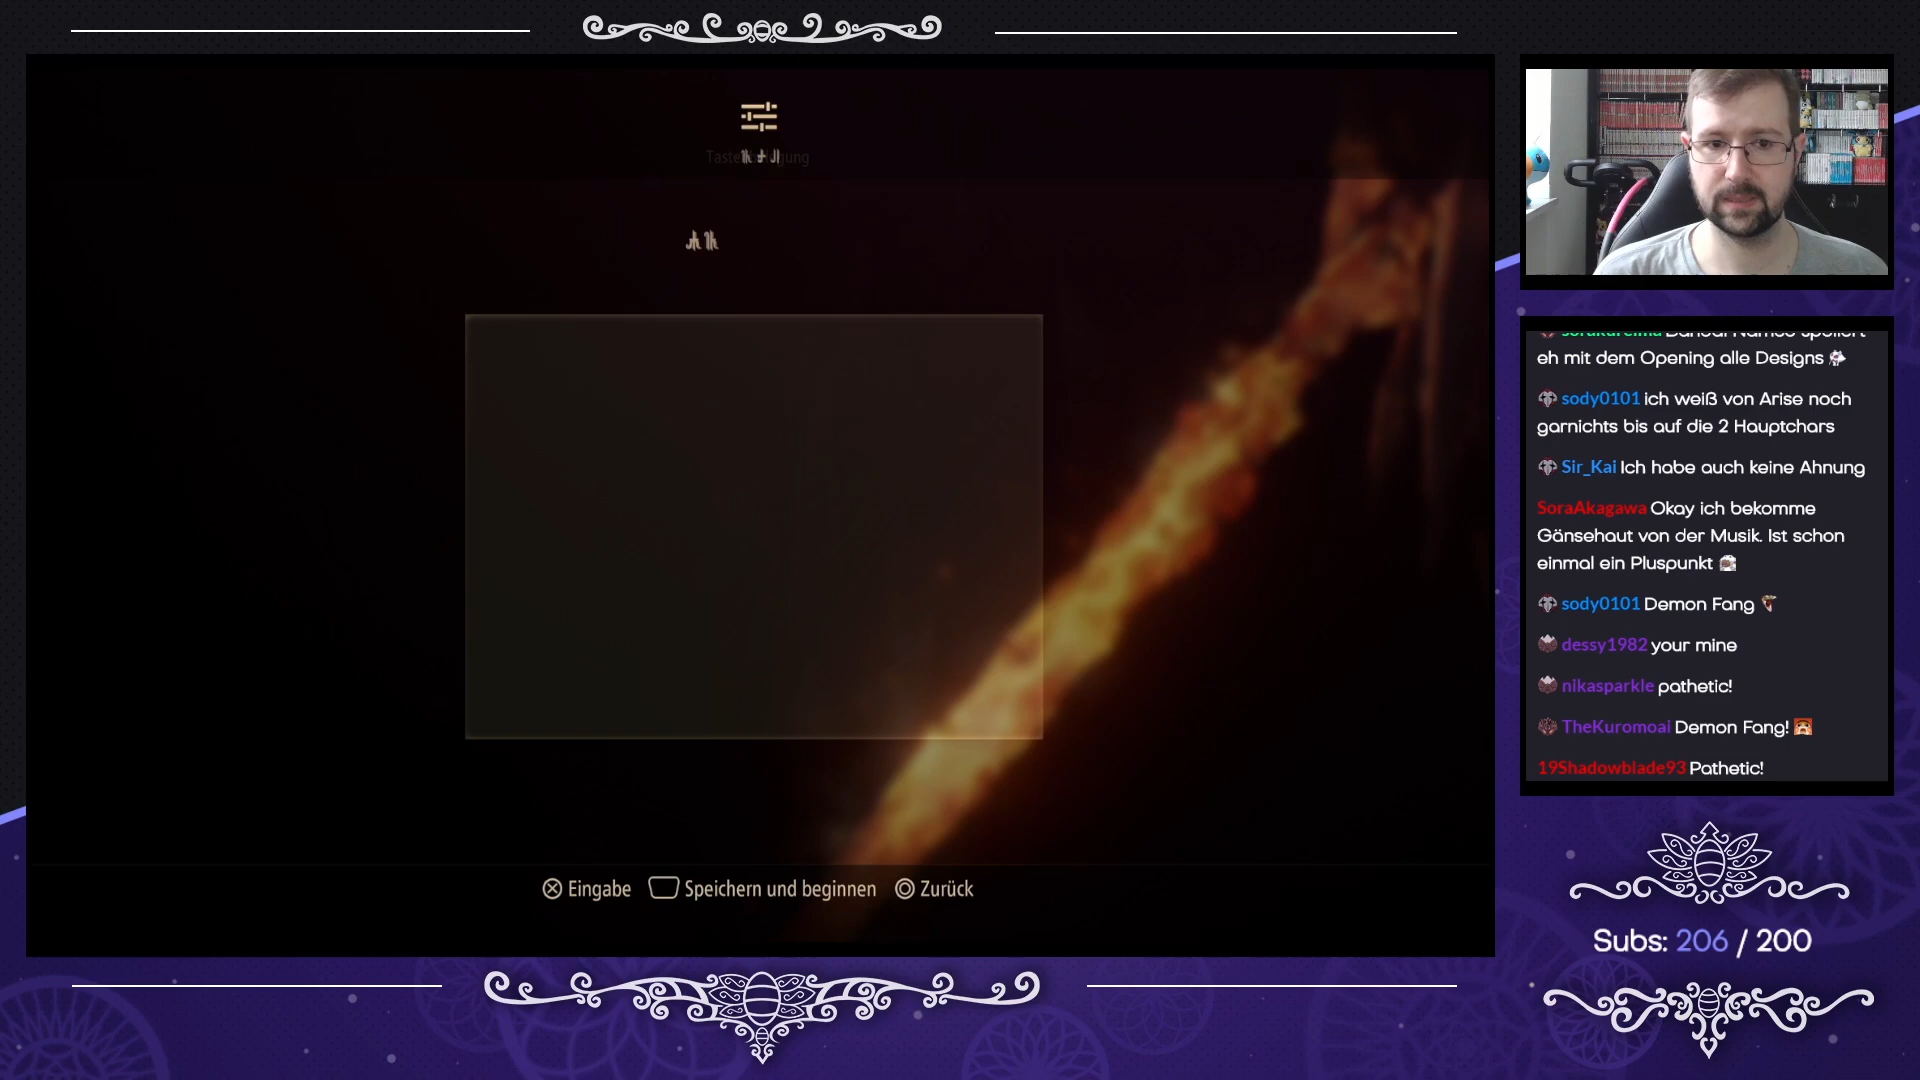 Eingabe Speichern und beginnen Zurück
eh mit dem Opening alle Designs
sody0101 ich weiß von Arise noch
garnichts bis auf die 2 Hauptchars
Sir_Kai Ich habe auch keine Ahnung
SoraAkagawa Okay ich bekomme
Gänsehaut von der Musik. Ist schon
einmal ein Pluspunkt
sody0101 Demon Fang
dessy1982 your mine
nikasparkle pathetic!
TheKuromoai Demon Fang!
19Shadowblade93 Pathetic!
Subs: 206 / 200